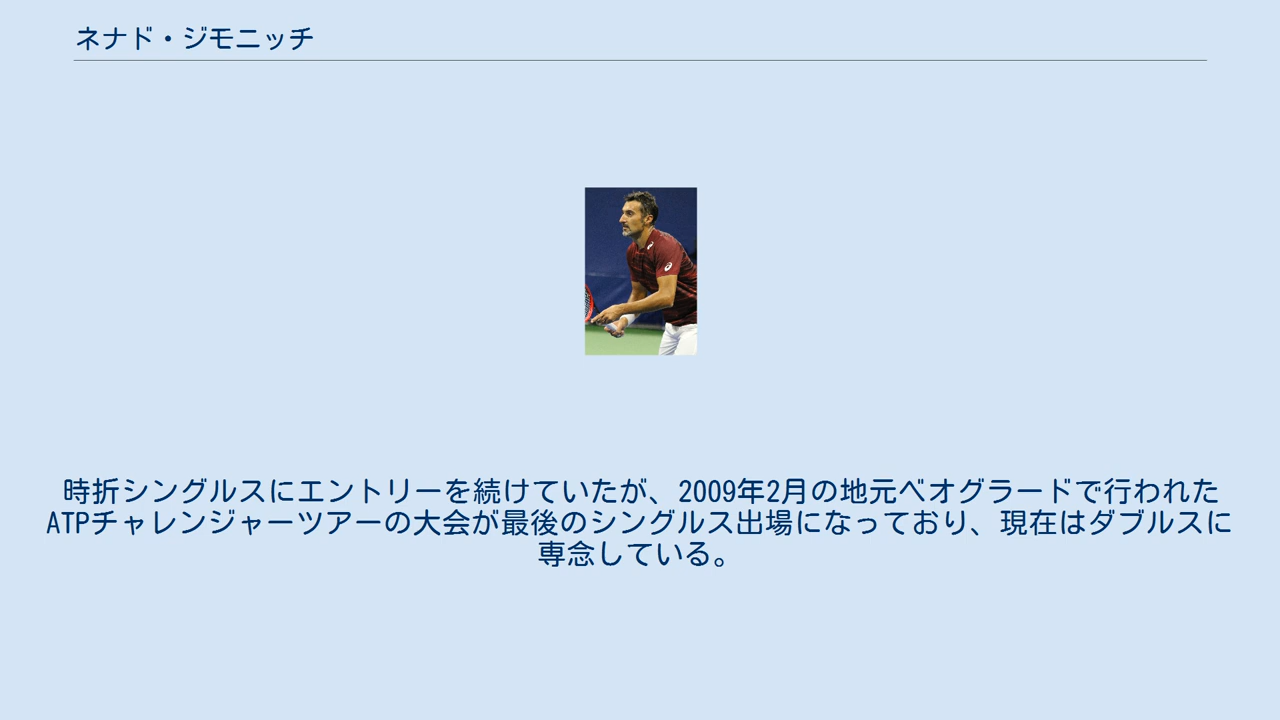 ネナド・ジモニッチ
時折シングルスにエントリーを続けていたが、2009年2月の地元ベオグラードで行われた
ATPチャレンジャーツアーの大会が最後のシングルス出場になっており、現在はダブルスに
専念している。